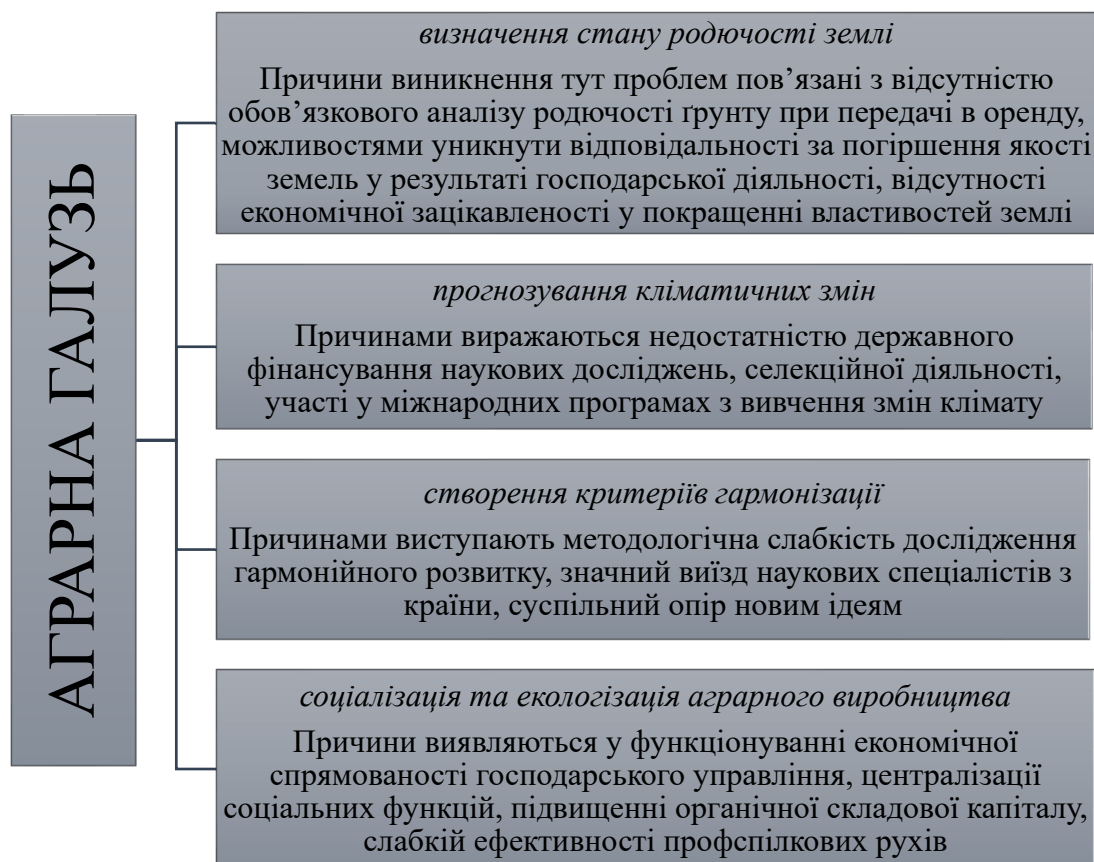 АГРАРНА ГАЛУЗЬ
визначення стану родючості землі
Причини виникнення тут проблем пов’язані з відсутністю
обов’язкового аналізу родючості ґрунту при передачі в оренду,
можливостями уникнути відповідальності за погіршення якості
земель у результаті господарської діяльності, відсутності
економічної зацікавленості у покращенні властивостей землі
прогнозування кліматичних змін
Причинами виражаються недостатністю державного
фінансування наукових досліджень, селекційної діяльності,
участі у міжнародних програмах з вивчення змін клімату
створення критеріїв гармонізації
Причинами виступають методологічна слабкість дослідження
гармонійного розвитку, значний виїзд наукових спеціалістів з
країни, суспільний опір новим ідеям
соціалізація та екологізація аграрного виробництва
Причини виявляються у функціонуванні економічної
спрямованості господарського управління, централізації
соціальних функцій, підвищенні органічної складової капіталу,
слабкій ефективності профспілкових рухів